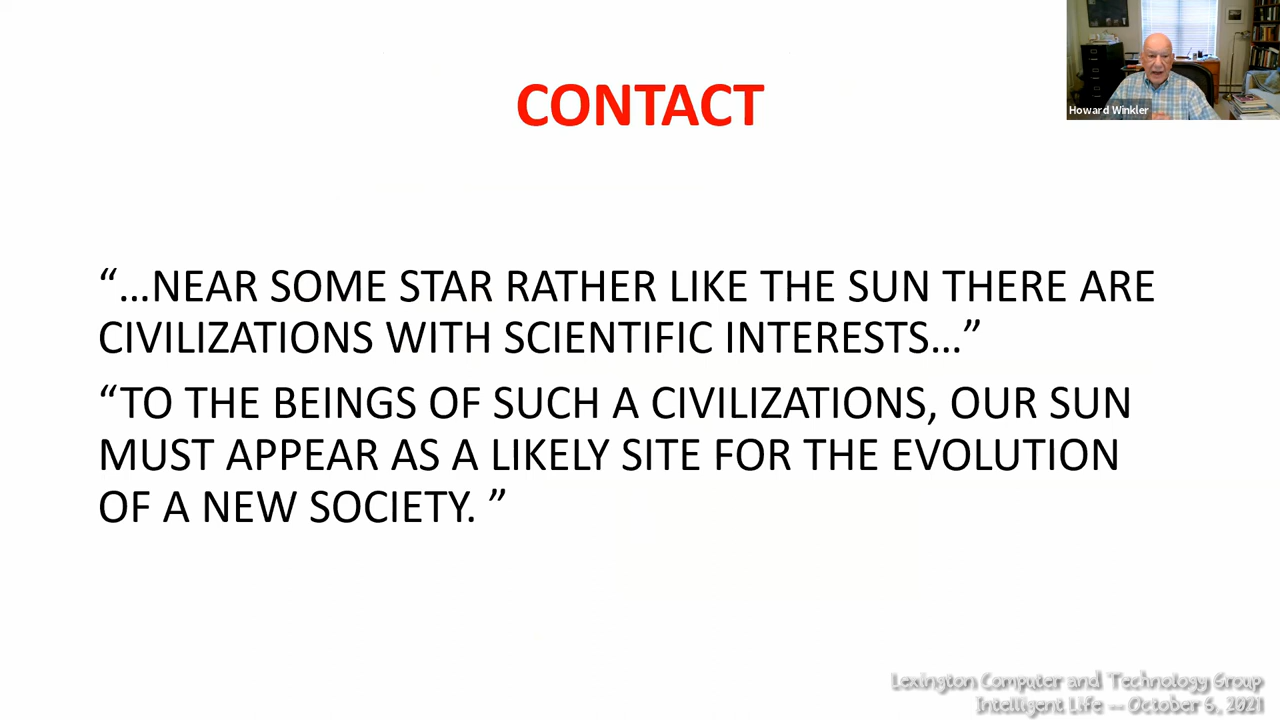 CONTACT
Howard Winkler
“…NEAR SOME STAR RATHER LIKE THE SUN THERE ARE
CIVILIZATIONS WITH SCIENTIFIC INTERESTS…”
“TO THE BEINGS OF SUCH A CIVILIZATIONS, OUR SUN
MUST APPEAR AS A LIKELY SITE FOR THE EVOLUTION
OF A NEW SOCIETY. ”
Lexington Computer and Technology Group
Intelligent Life -- October 6, 2021